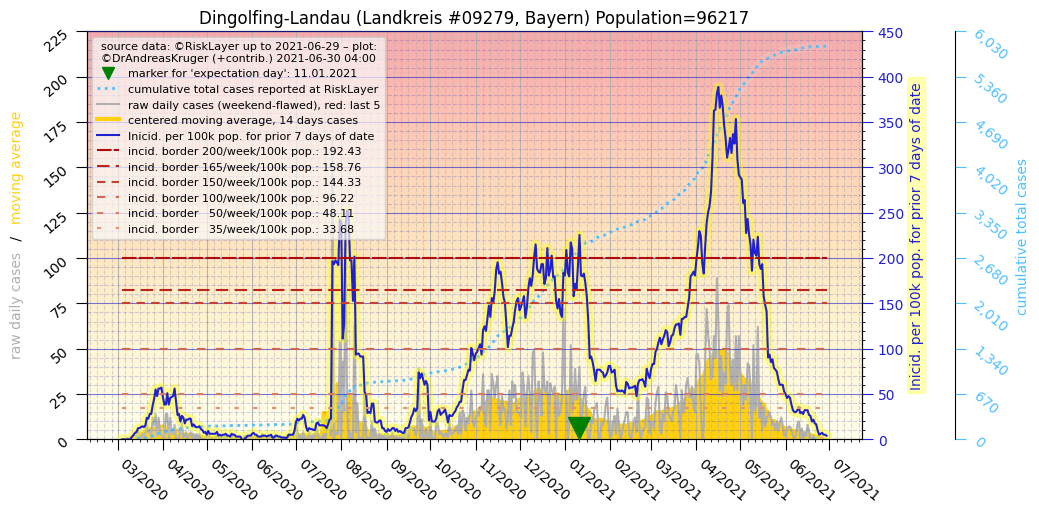 Dingolfing-Landau (Landkreis #09279, Bayern) Population=96217
source data: ©RiskLayer up to 2021-06-29 – plot:
©DrAndreasKruger (+contrib.) 2021-06-30 04:00
marker for 'expectation day': 11.01.2021
cumulative total cases reported at RiskLayer
raw daily cases (weekend-flawed), red: last 5
centered moving average, 14 days cases
Inicid. per 100k pop. for prior 7 days of date
incid. border 200/week/100k pop.: 192.43
incid. border 165/week/100k pop.: 158.76
incid. border 150/week/100k pop.: 144.33
incid. border 100/week/100k pop.: 96.22
incid. border   50/week/100k pop.: 48.11
incid. border   35/week/100k pop.: 33.68
raw daily cases / moving average
225
200
175
150
125
100
75
50
25
0
03/2020
04/2020
05/2020
06/2020
07/2020
08/2020
09/2020
10/2020
11/2020
12/2020
01/2021
02/2021
03/2021
04/2021
05/2021
06/2021
07/2021
450
400
350
300
250
200
150
100
50
0
Inicid. per 100k pop. for prior 7 days of date
6,030
5,360
4,690
4,020
3,350
2,680
2,010
1,340
670
0
cumulative total cases